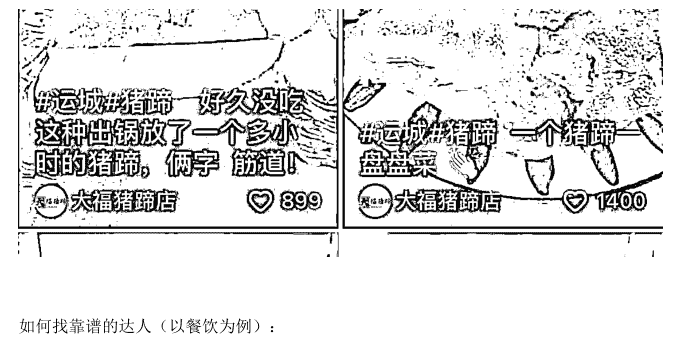 #运城#猪蹄 好久没吃
这种出锅放了一个多小
时的猪蹄，俩字 筋道！
大福猪蹄店 899
#运城#猪蹄 一个猪蹄一
盘盘菜
大福猪蹄店 1400
如何找靠谱的达人（以餐饮为例）：